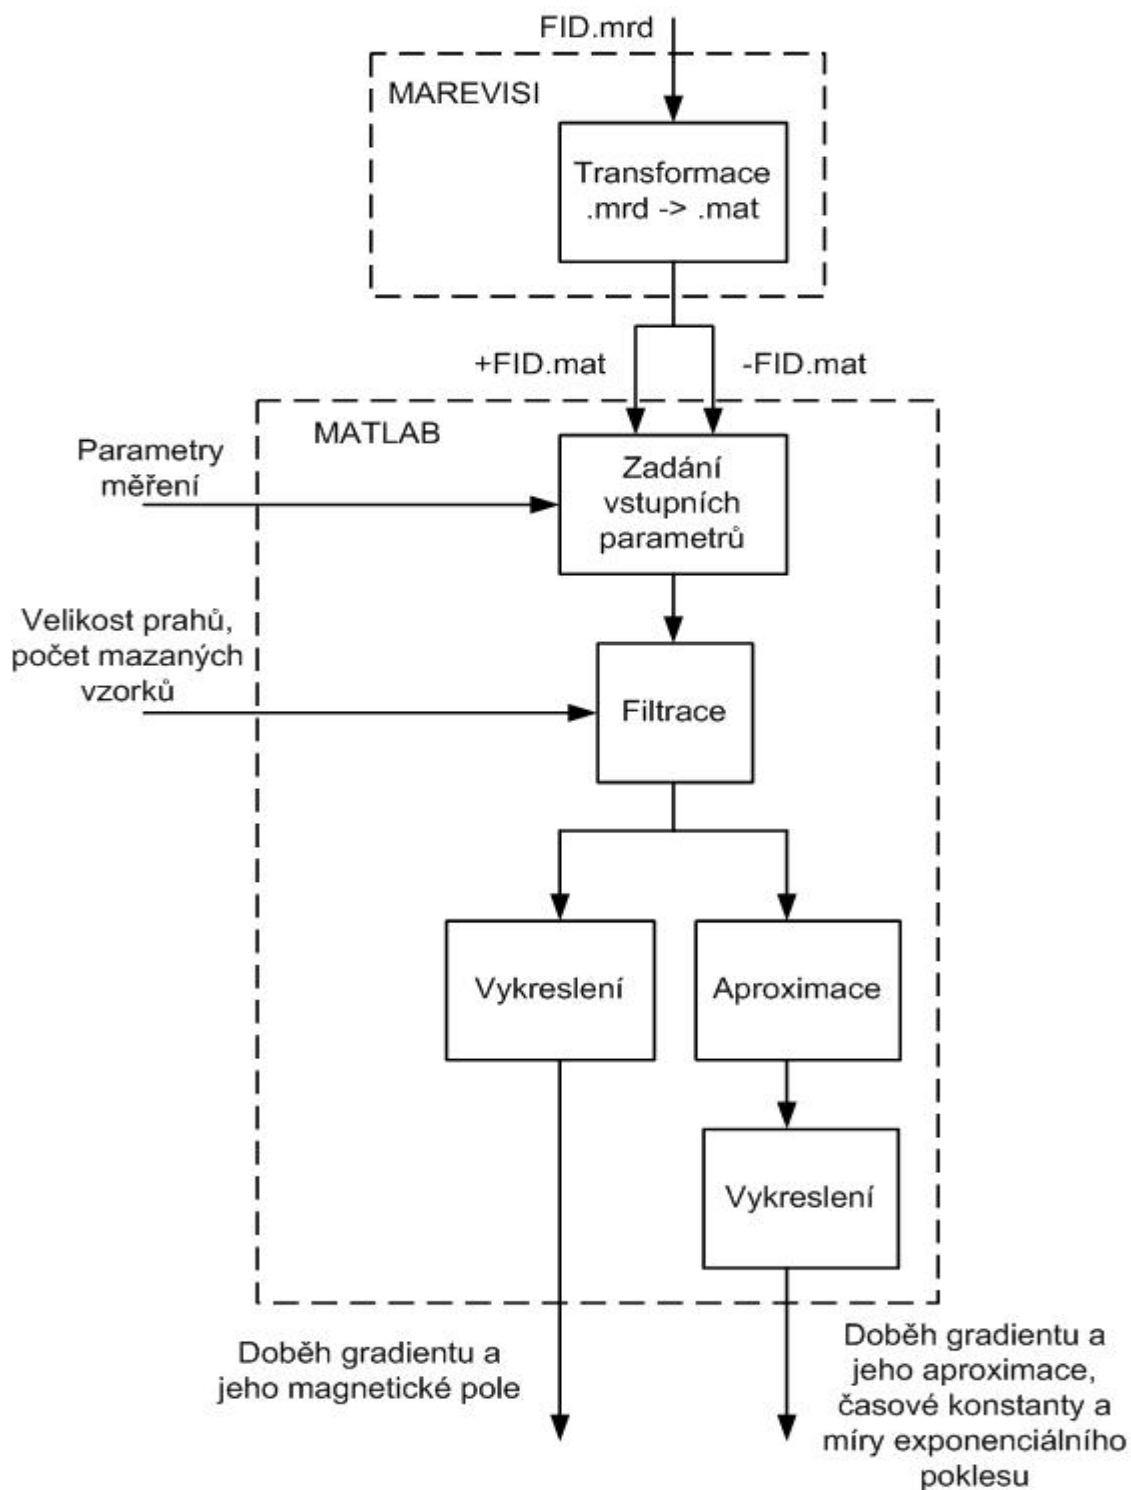 FID.mrd
MAREVISI
Transformace
.mrd -> .mat
+FID.mat
-FID.mat
MATLAB
Parametry
měření
Zadání
vstupních
parametrů
Velikost prahů,
počet mazaných
vzorků
Filtrace
Vykreslení
Aproximace
Vykreslení
Doběh gradientu a
jeho magnetické pole
Doběh gradientu a
jeho aproximace,
časové konstanty a
míry exponenciálního
poklesu